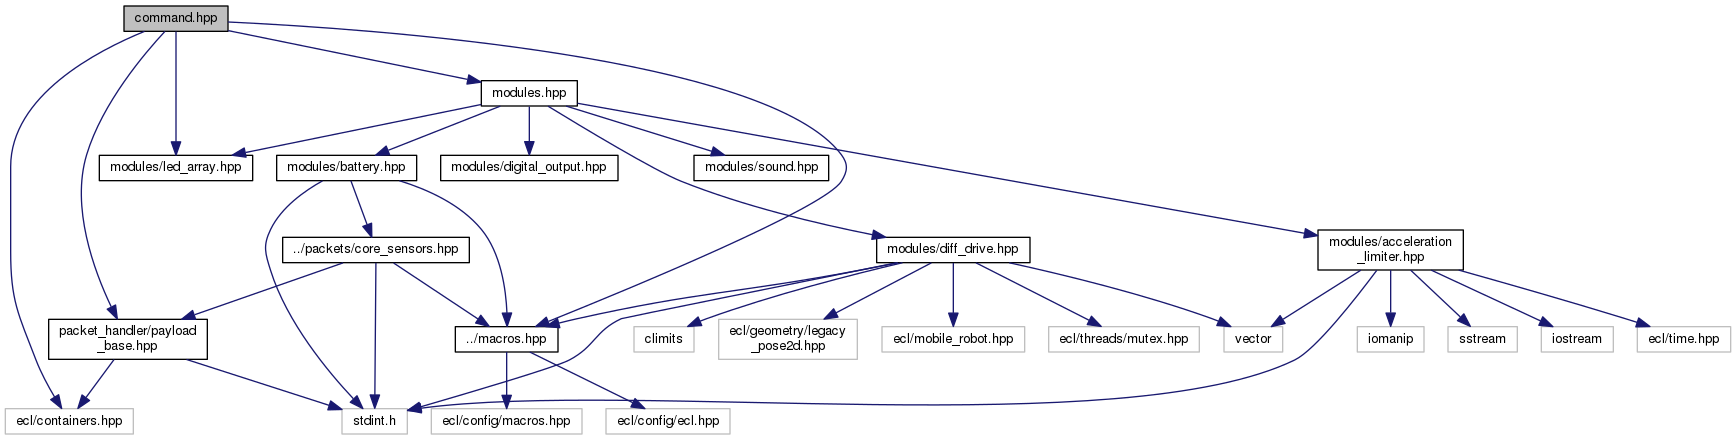 command.hpp
modules.hpp
modules/led_array.hpp
modules/battery.hpp
modules/digital_output.hpp
modules/sound.hpp
../packets/core_sensors.hpp
modules/diff_drive.hpp
modules/acceleration
_limiter.hpp
packet_handler/payload
_base.hpp
../macros.hpp
climits
ecl/geometry/legacy
_pose2d.hpp
ecl/mobile_robot.hpp
ecl/threads/mutex.hpp
vector
iomanip
sstream
iostream
ecl/time.hpp
ecl/containers.hpp
stdint.h
ecl/config/macros.hpp
ecl/config/ecl.hpp